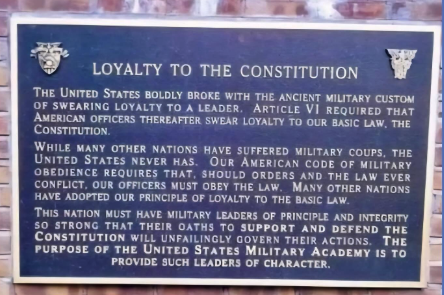 LOYALTY TO THE CONSTITUTION
THE UNITED STATES BOLDLY BROKE WITH THE ANCIENT MILITARY CUSTOM
OF SWEARING LOYALTY TO A LEADER. ARTICLE VI REQUIRED THAT
AMERICAN OFFICERS THEREAFTER SWEAR LOYALTY TO OUR BASIC LAW, THE
CONSTITUTION.
WHILE MANY OTHER NATIONS HAVE SUFFERED MILITARY COUPS, THE
UNITED STATES NEVER HAS. OUR AMERICAN CODE OF MILITARY
OBEDIENCE REQUIRES THAT, SHOULD ORDERS AND THE LAW EVER
CONFLICT, OUR OFFICERS MUST OBEY THE LAW. MANY OTHER NATIONS
HAVE ADOPTED OUR PRINCIPLE OF LOYALTY TO THE BASIC LAW.
THIS NATION MUST HAVE MILITARY LEADERS OF PRINCIPLE AND INTEGRITY
SO STRONG THAT THEIR OATHS TO SUPPORT AND DEFEND THE
CONSTITUTION WILL UNFAILINGLY GOVERN THEIR ACTIONS. THE
PURPOSE OF THE UNITED STATES MILITARY ACADEMY IS TO
PROVIDE SUCH LEADERS OF CHARACTER.